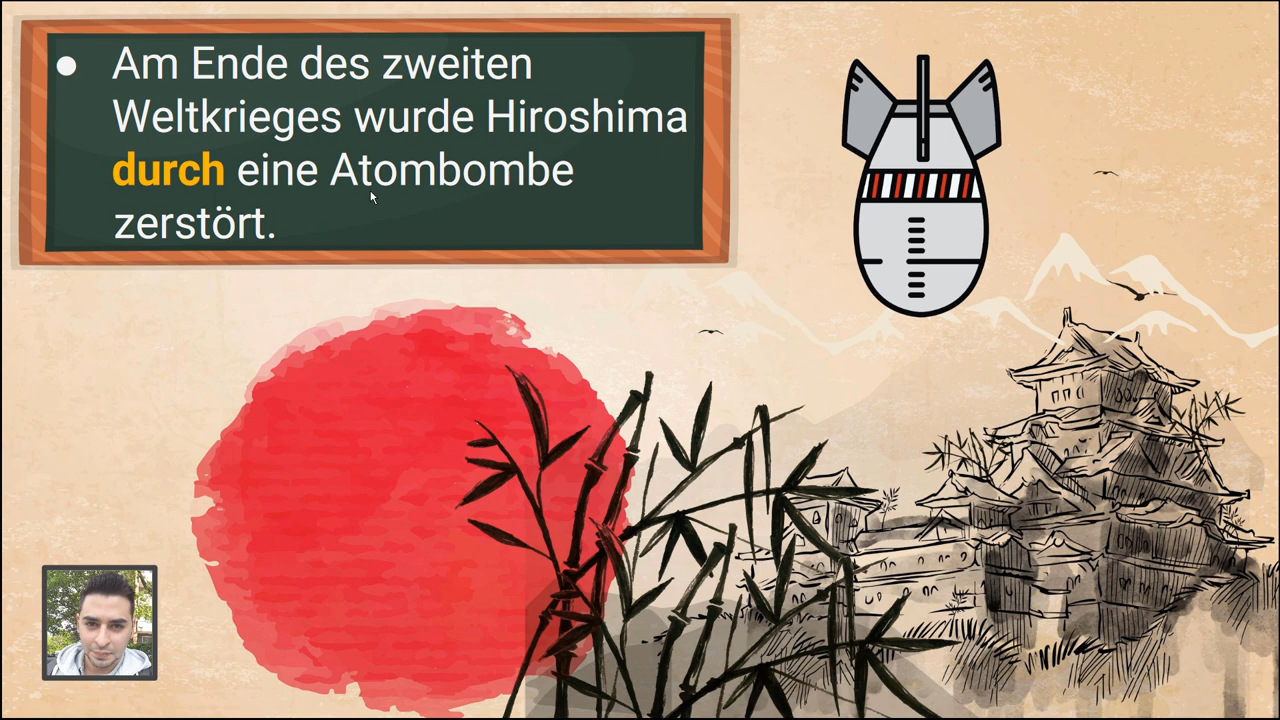 ● Am Ende des zweiten
Weltkrieges wurde Hiroshima
durch eine Atombombe
zerstört.